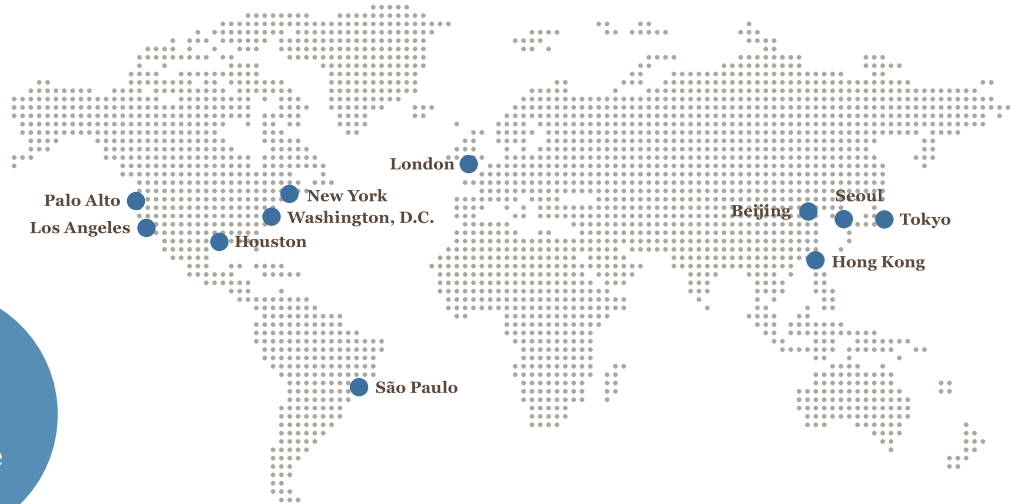 London
Palo Alto
New York
Seoul
Beijing
Washington, D.C.
Tokyo
Los Angeles
Houston
Hong Kong
São Paulo
e